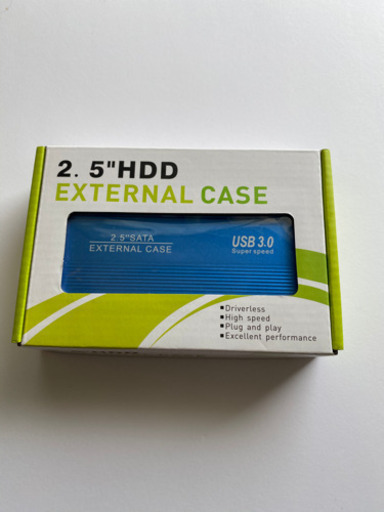 2. 5"HDD
EXTERNAL CASE
2.5"SATA
EXTERNAL CASE
USB 3.0
Super speed
■Driverless
■High speed
■Plug and play
■Excellent performance